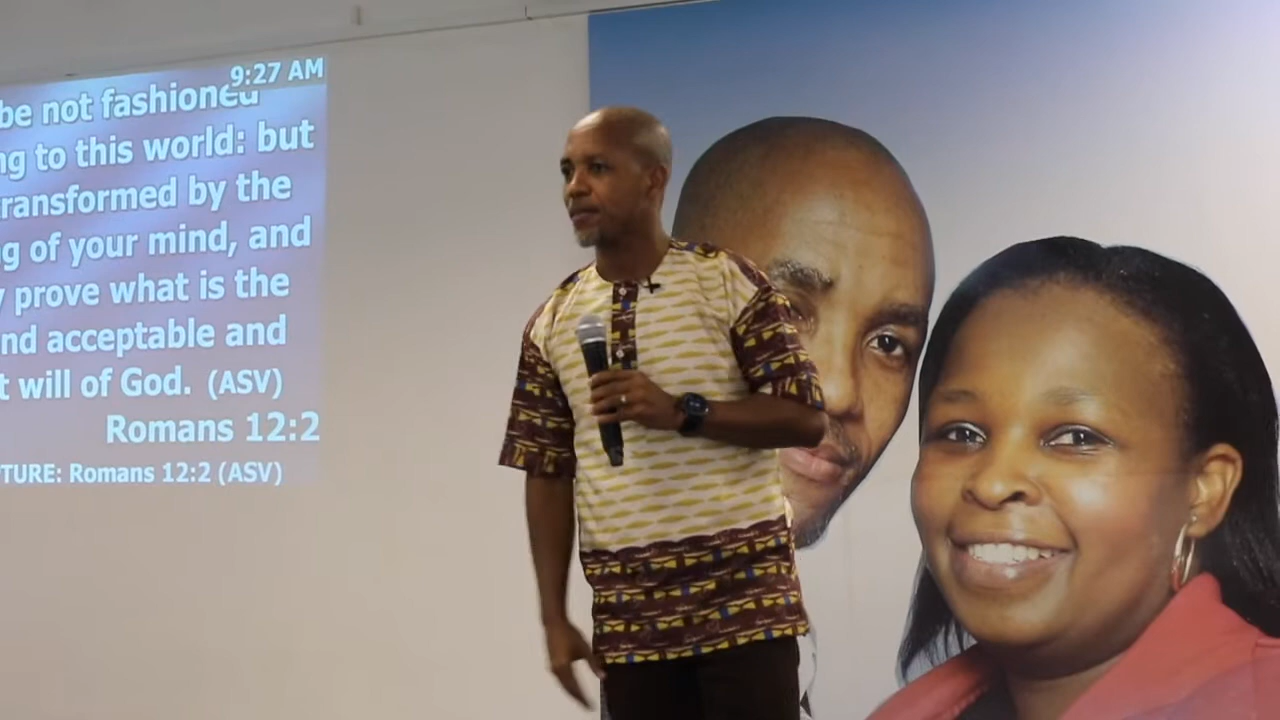 9:27 AM
be not fashioned
ng to this world: but
ransformed by the
g of your mind, and
y prove what is the
nd acceptable and
t will of God. (ASV)
Romans 12:2
TURE: Romans 12:2 (ASV)